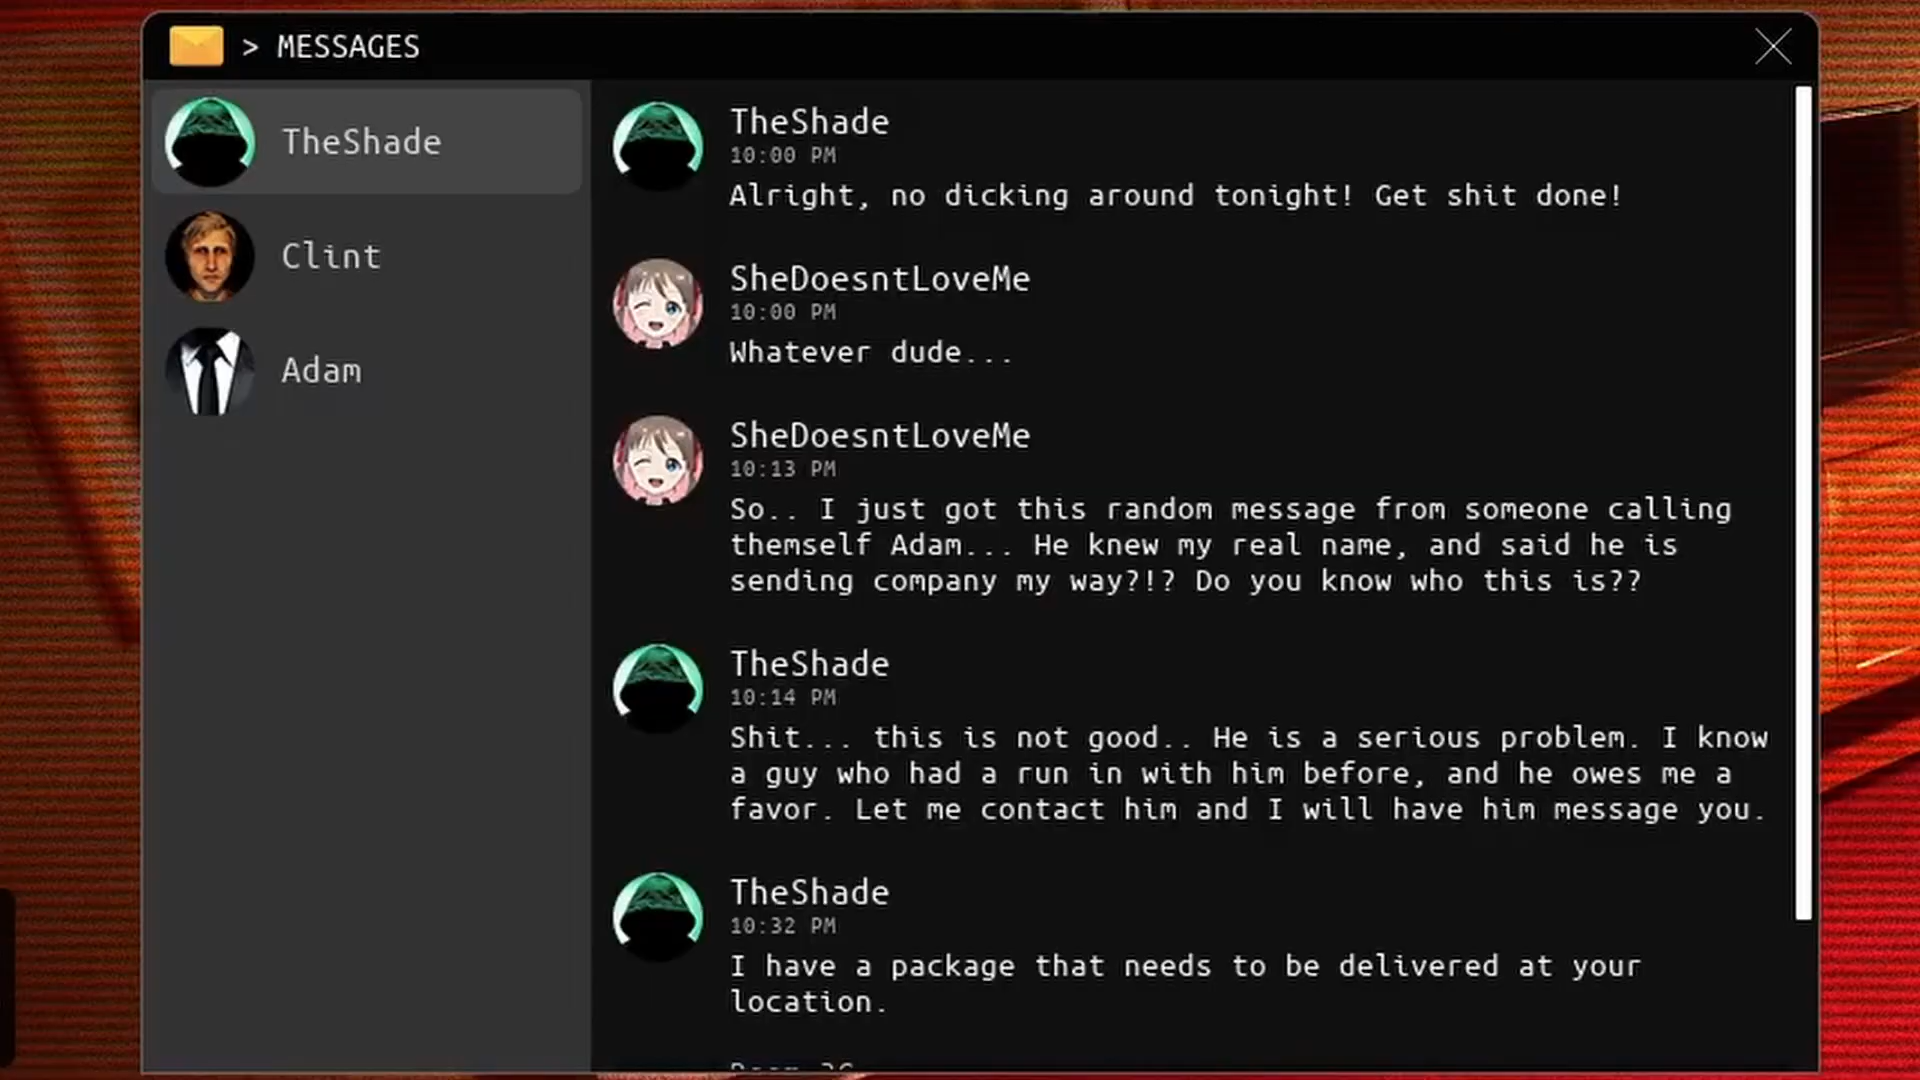 > MESSAGES
TheShade
Clint
Adam
TheShade
10:00 PM
Alright, no dicking around tonight! Get shit done!
SheDoesntLoveMe
10:00 PM
Whatever dude...
SheDoesntLoveMe
10:13 PM
So.. I just got this random message from someone calling
themself Adam... He knew my real name, and said he is
sending company my way?!? Do you know who this is??
TheShade
10:14 PM
Shit... this is not good.. He is a serious problem. I know
a guy who had a run in with him before, and he owes me a
favor. Let me contact him and I will have him message you.
TheShade
10:32 PM
I have a package that needs to be delivered at your
location.